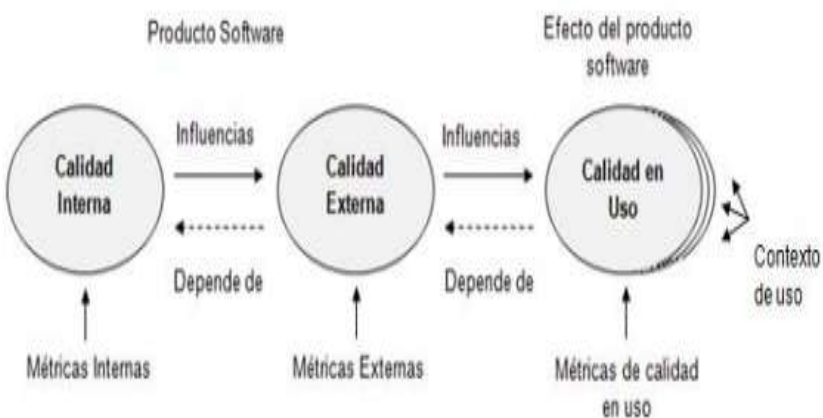 Producto Software
Efecto del producto
software
Calidad
Interna
Influencias
Depende de
Calidad
Externa
Influencias
Depende de
Calidad en
Uso
Contexto
de uso
Métricas Internas
Métricas Externas
Métricas de calidad
en uso